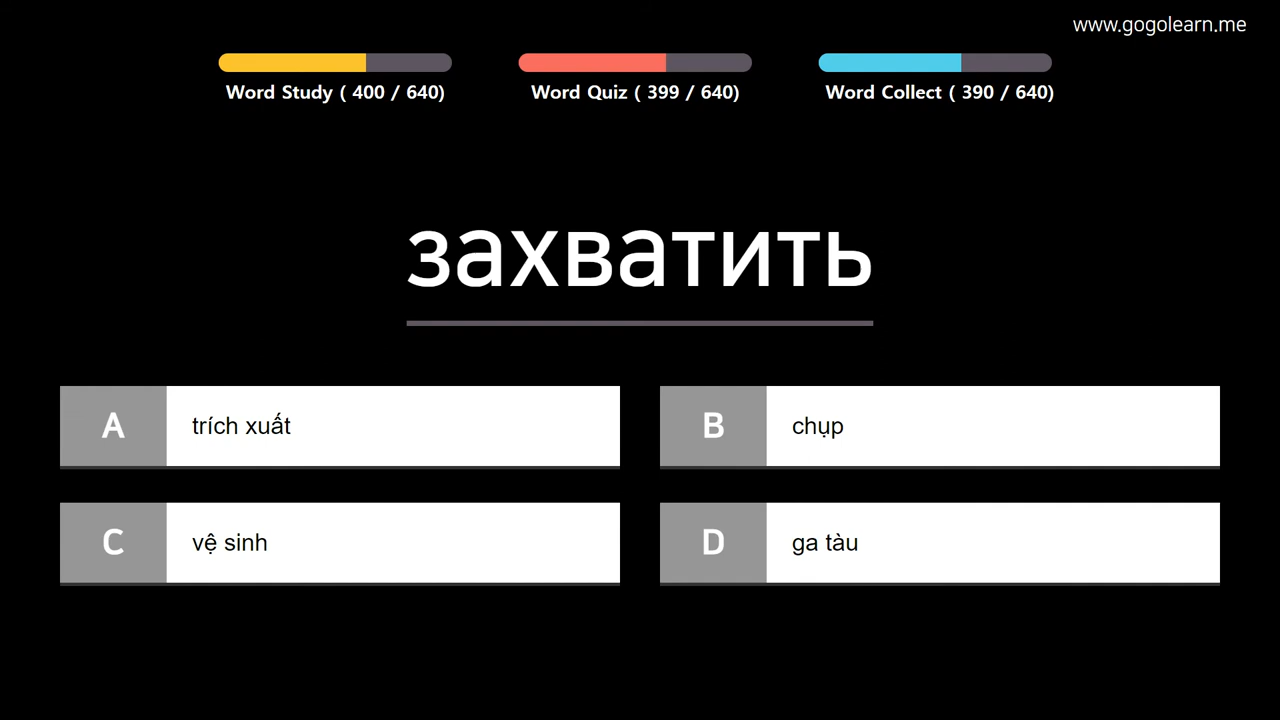 www.gogolearn.me
Word Study ( 400 / 640)
Word Quiz ( 399 / 640)
Word Collect ( 390 / 640)
захватить
A trích xuất
B chụp
C vệ sinh
D ga tàu